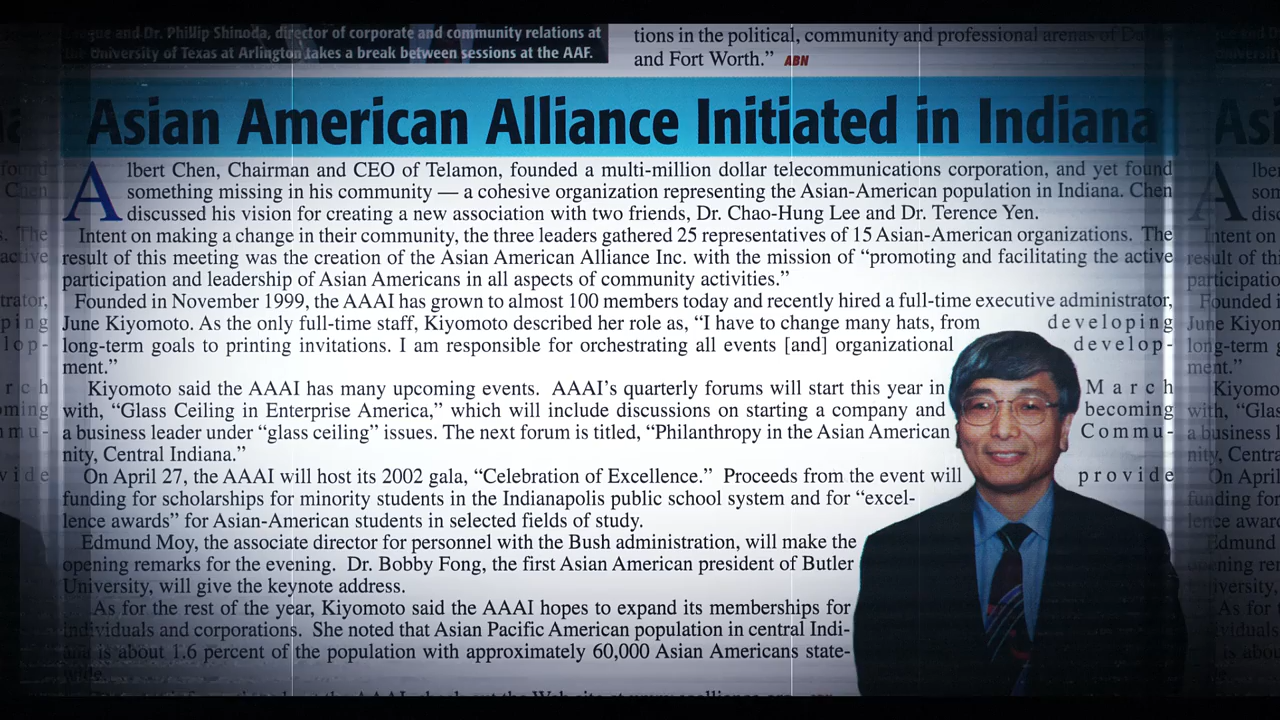 ague and Dr. Phillip Shinoda, director of corporate and community relations at
the University of Texas at Arlington takes a break between sessions at the AAF.
tions in the political, community and professional arenas of
and Fort Worth.” ABN
Asian American Alliance Initiated in Indiana
Albert Chen, Chairman and CEO of Telamon, founded a multi-million dollar telecommunications corporation, and yet found
something missing in his community — a cohesive organization representing the Asian-American population in Indiana. Chen
discussed his vision for creating a new association with two friends, Dr. Chao-Hung Lee and Dr. Terence Yen.
Intent on making a change in their community, the three leaders gathered 25 representatives of 15 Asian-American organizations. The
result of this meeting was the creation of the Asian American Alliance Inc. with the mission of “promoting and facilitating the active
participation and leadership of Asian Americans in all aspects of community activities.”
Founded in November 1999, the AAAI has grown to almost 100 members today and recently hired a full-time executive administrator,
June Kiyomoto. As the only full-time staff, Kiyomoto described her role as, “I have to change many hats, from developing
long-term goals to printing invitations. I am responsible for orchestrating all events [and] organizational develop-
ment.”
Kiyomoto said the AAAI has many upcoming events. AAAI’s quarterly forums will start this year in March
with, “Glass Ceiling in Enterprise America,” which will include discussions on starting a company and becoming
a business leader under “glass ceiling” issues. The next forum is titled, “Philanthropy in the Asian American Commu-
nity, Central Indiana.”
On April 27, the AAAI will host its 2002 gala, “Celebration of Excellence.” Proceeds from the event will provide
funding for scholarships for minority students in the Indianapolis public school system and for “excel-
lence awards” for Asian-American students in selected fields of study.
Edmund Moy, the associate director for personnel with the Bush administration, will make the
opening remarks for the evening. Dr. Bobby Fong, the first Asian American president of Butler
University, will give the keynote address.
As for the rest of the year, Kiyomoto said the AAAI hopes to expand its memberships for
individuals and corporations. She noted that Asian Pacific American population in central Indi-
ana is about 1.6 percent of the population with approximately 60,000 Asian Americans state-
wide.